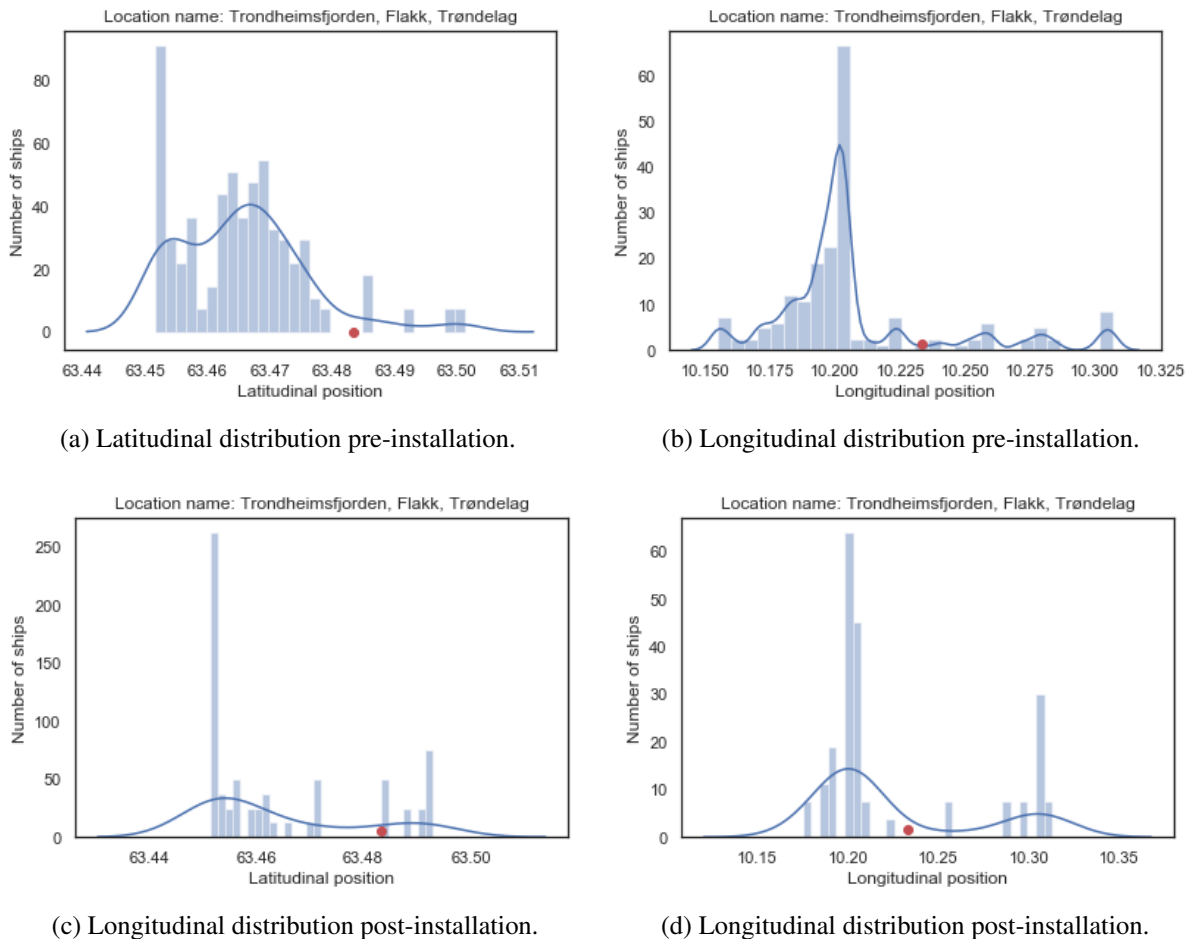 Location name: Trondheimsfjorden, Flakk, Trøndelag
Number of ships
80
60
40
20
0
63.44 63.45 63.46 63.47 63.48 63.49 63.50 63.51
Latitudinal position
(a) Latitudinal distribution pre-installation.
Location name: Trondheimsfjorden, Flakk, Trøndelag
Number of ships
60
50
40
30
20
10
0
10.150 10.175 10.200 10.225 10.250 10.275 10.300 10.325
Longitudinal position
(b) Longitudinal distribution pre-installation.
Location name: Trondheimsfjorden, Flakk, Trøndelag
Number of ships
250
200
150
100
50
0
63.44 63.46 63.48 63.50
Latitudinal position
(c) Longitudinal distribution post-installation.
Location name: Trondheimsfjorden, Flakk, Trøndelag
Number of ships
60
50
40
30
20
10
0
10.15 10.20 10.25 10.30 10.35
Longitudinal position
(d) Longitudinal distribution post-installation.